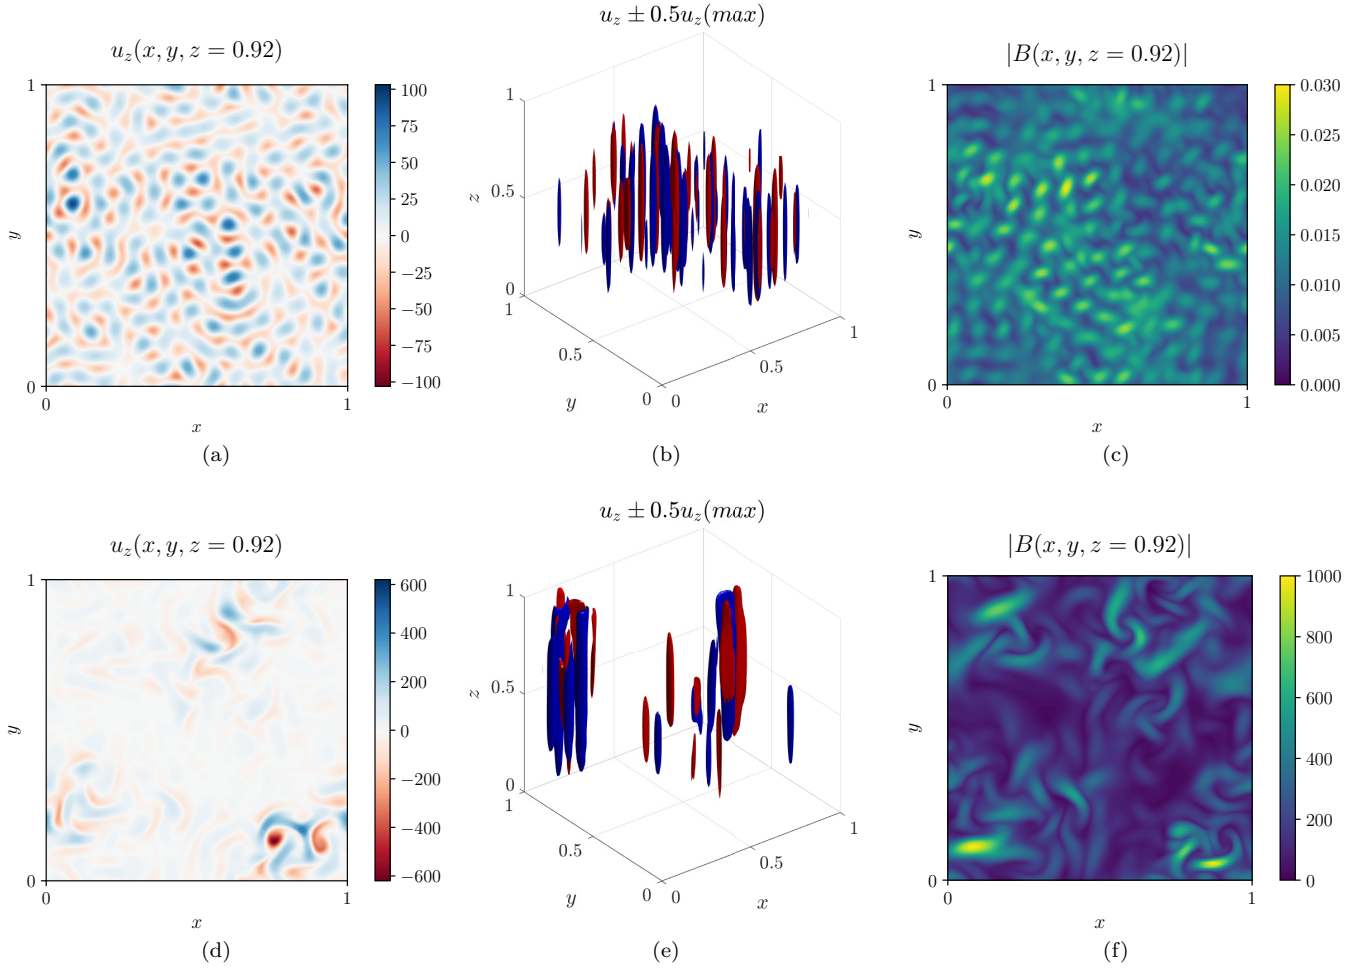 u_z(x, y, z = 0.92)
u_z ± 0.5u_z(max)
|B(x, y, z = 0.92)|
1
y
0
0
1
x
100
75
50
25
0
−25
−50
−75
−100
(a)
1
z
0.5
0
1
0.5
y
0
0
x
0.5
1
(b)
1
y
0
0
1
x
0.030
0.025
0.020
0.015
0.010
0.005
0.000
(c)
u_z(x, y, z = 0.92)
u_z ± 0.5u_z(max)
|B(x, y, z = 0.92)|
1
y
0
0
1
x
600
400
200
0
−200
−400
−600
(d)
1
z
0.5
0
1
0.5
y
0
0
x
0.5
1
(e)
1
y
0
0
1
x
1000
800
600
400
200
0
(f)